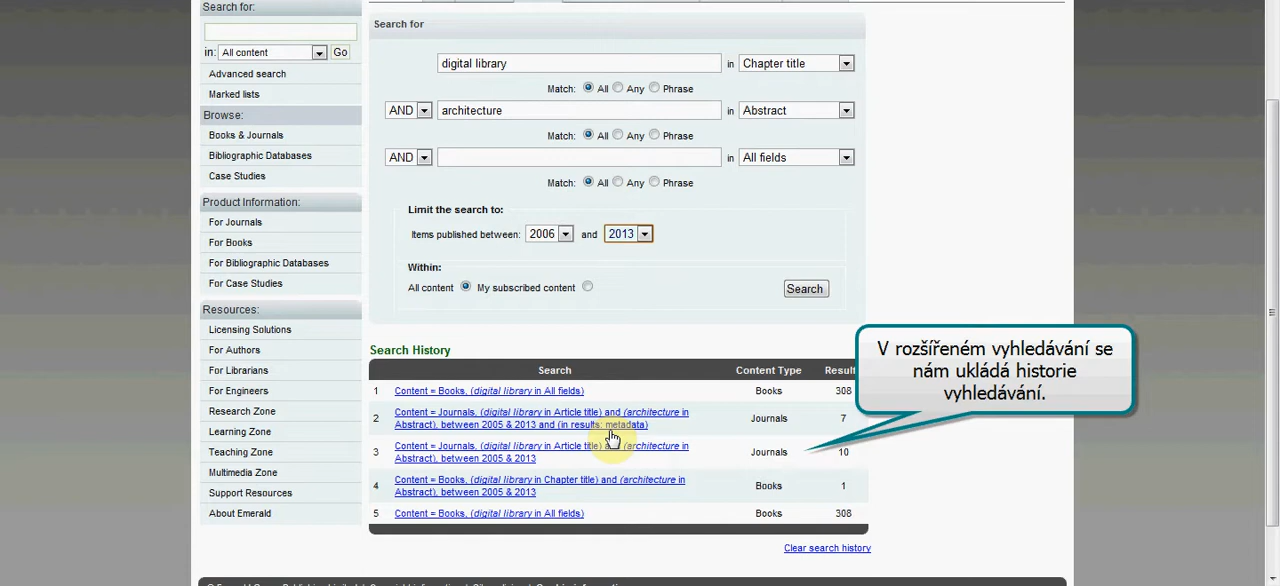 Search for:
in: All content Go
Advanced search
Marked lists
Browse:
Books & Journals
Bibliographic Databases
Case Studies
Product Information:
For Journals
For Books
For Bibliographic Databases
For Case Studies
Resources:
Licensing Solutions
For Authors
For Librarians
For Engineers
Research Zone
Learning Zone
Teaching Zone
Multimedia Zone
Support Resources
About Emerald
Search for
digital library in Chapter title
Match: All Any Phrase
AND architecture in Abstract
Match: All Any Phrase
AND in All fields
Match: All Any Phrase
Limit the search to:
Items published between: 2006 and 2013
Within:
All content My subscribed content Search
Search History
Search Content Type Result
1 Content = Books, (digital library in All fields) Books 308
2 Content = Journals, (digital library in Article title) and (architecture in
Abstract), between 2005 & 2013 and (in results: metadata) Journals 7
3 Content = Journals, (digital library in Article title) and (architecture in
Abstract), between 2005 & 2013 Journals 10
4 Content = Books, (digital library in Chapter title) and (architecture in
Abstract), between 2005 & 2013 Books 1
5 Content = Books, (digital library in All fields) Books 308
Clear search history
V rozšířeném vyhledávání se
nám ukládá historie
vyhledávání.